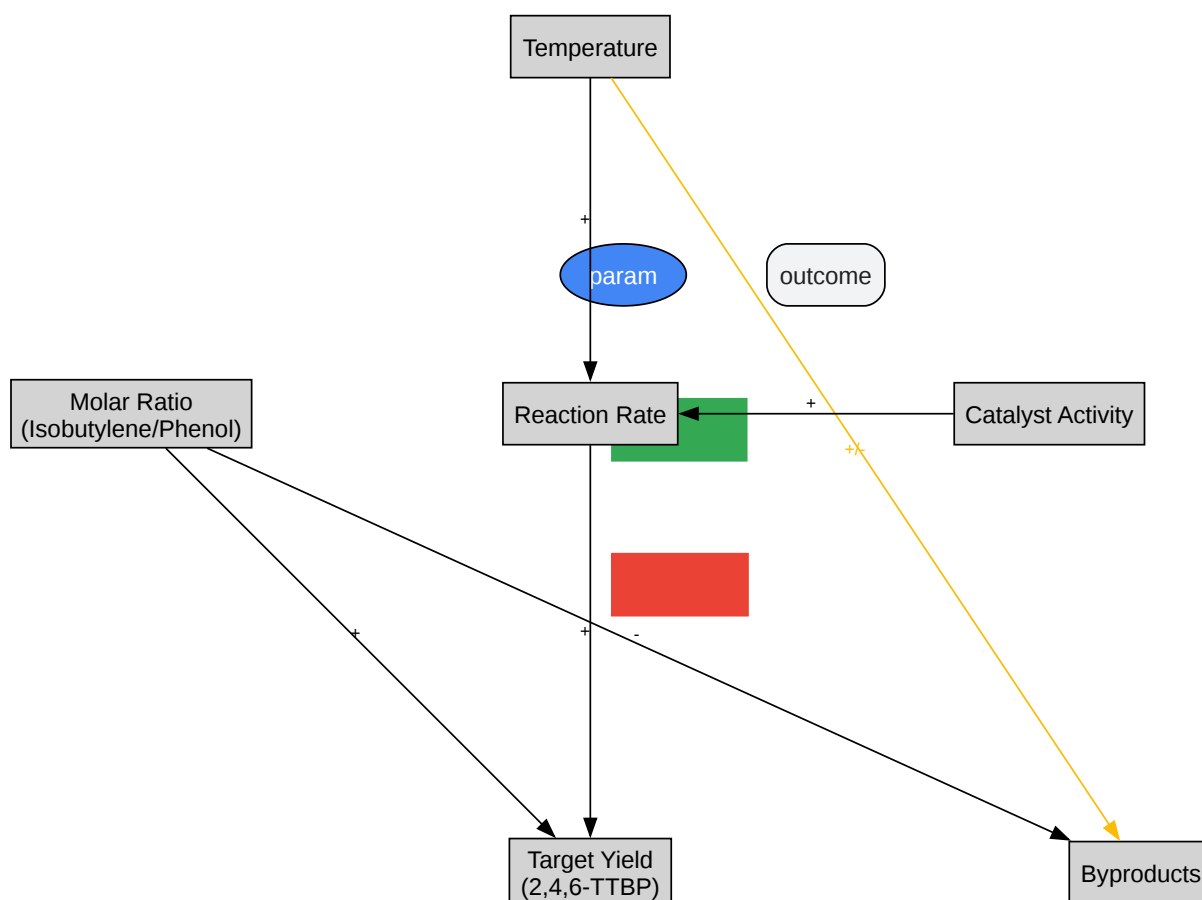 Temperature
+
param
outcome
Molar Ratio
(Isobutylene/Phenol)
Reaction Rate
+
Catalyst Activity
+/-
+
+
-
Target Yield
(2,4,6-TTBP)
Byproducts